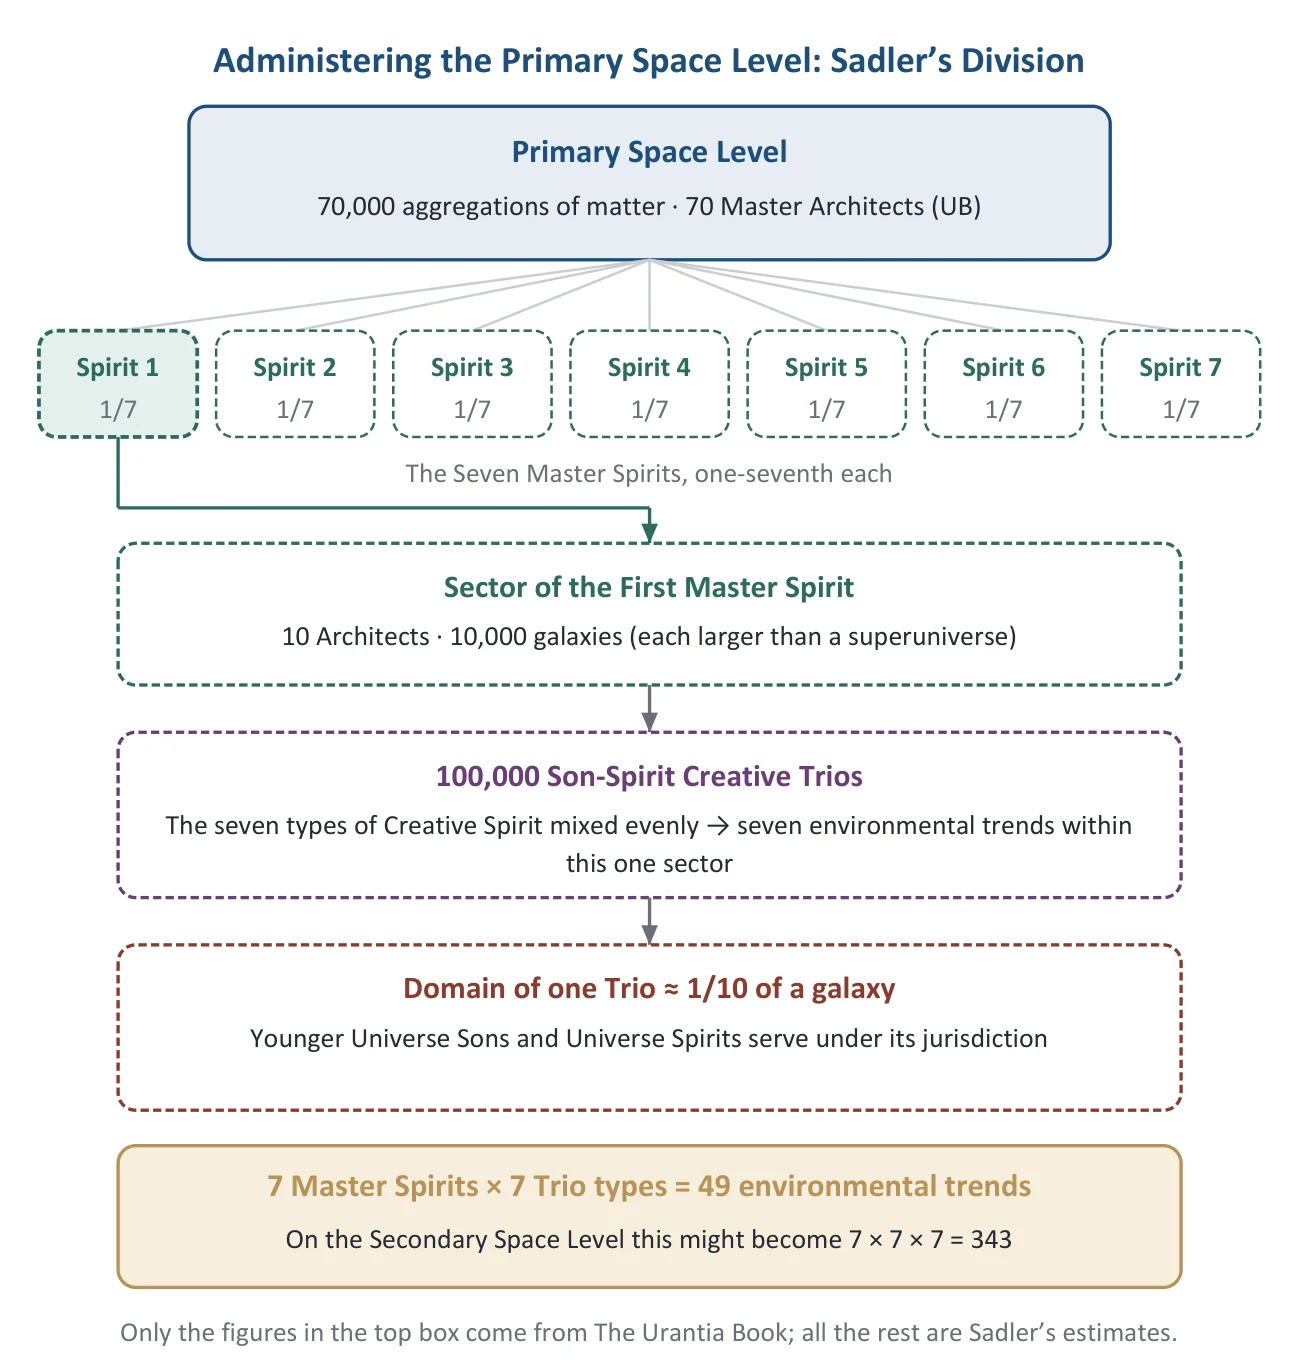 Administering the Primary Space Level: Sadler’s Division
Primary Space Level
70,000 aggregations of matter · 70 Master Architects (UB)
Spirit 1
1/7
Spirit 2
1/7
Spirit 3
1/7
Spirit 4
1/7
Spirit 5
1/7
Spirit 6
1/7
Spirit 7
1/7
The Seven Master Spirits, one-seventh each
Sector of the First Master Spirit
10 Architects · 10,000 galaxies (each larger than a superuniverse)
100,000 Son-Spirit Creative Trios
The seven types of Creative Spirit mixed evenly → seven environmental trends within
this one sector
Domain of one Trio ≈ 1/10 of a galaxy
Younger Universe Sons and Universe Spirits serve under its jurisdiction
7 Master Spirits × 7 Trio types = 49 environmental trends
On the Secondary Space Level this might become 7 × 7 × 7 = 343
Only the figures in the top box come from The Urantia Book; all the rest are Sadler’s estimates.